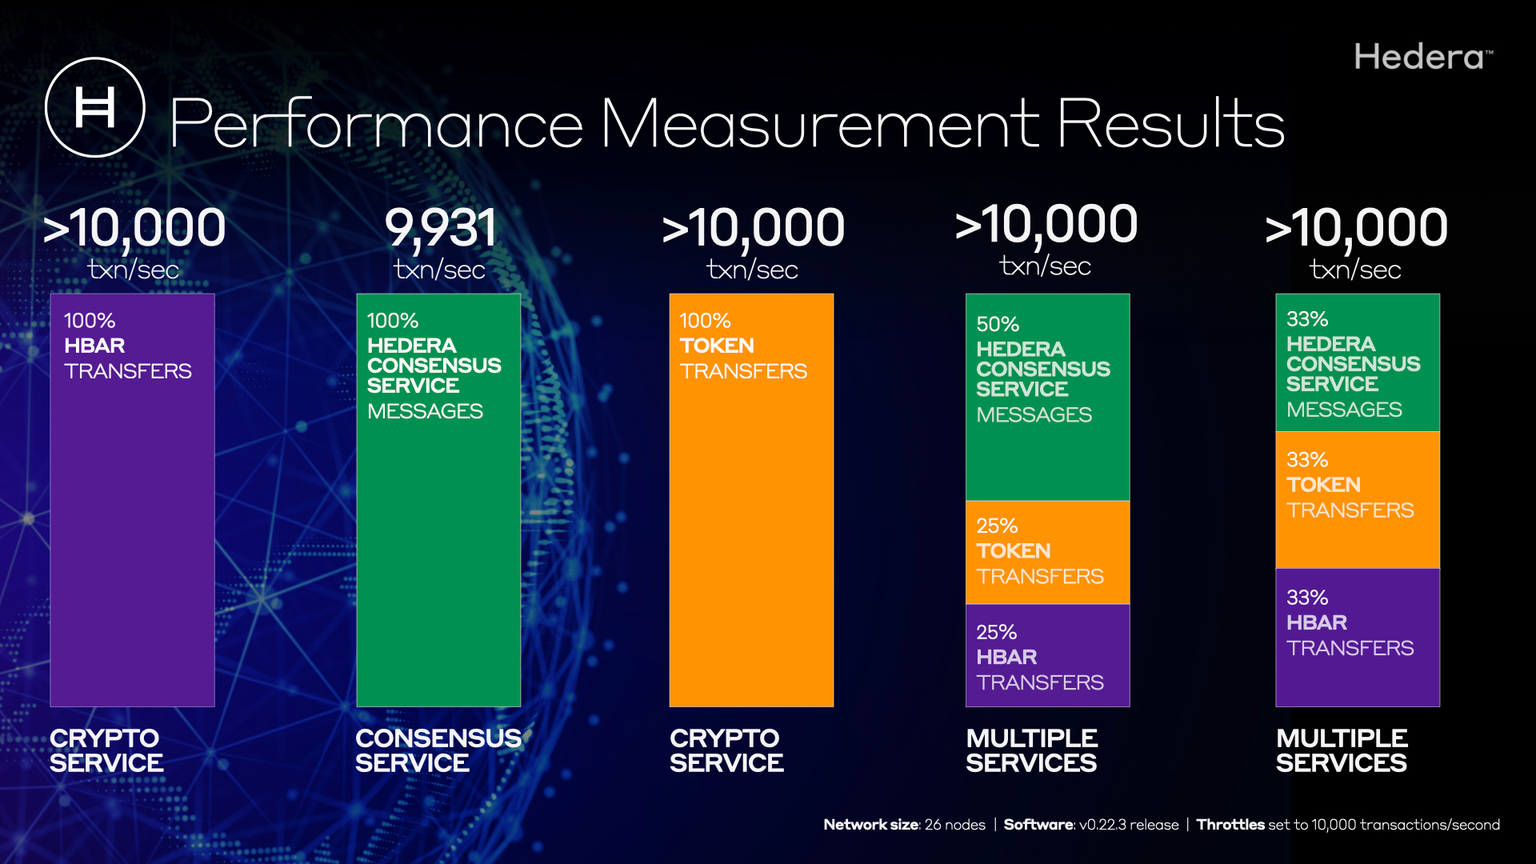 Hedera™
H Performance Measurement Results
>10,000
txn/sec
100%
HBAR
TRANSFERS
CRYPTO
SERVICE
9,931
txn/sec
100%
HEDERA
CONSENSUS
SERVICE
MESSAGES
CONSENSUS
SERVICE
>10,000
txn/sec
100%
TOKEN
TRANSFERS
CRYPTO
SERVICE
>10,000
txn/sec
50%
HEDERA
CONSENSUS
SERVICE
MESSAGES
25%
TOKEN
TRANSFERS
25%
HBAR
TRANSFERS
MULTIPLE
SERVICES
>10,000
txn/sec
33%
HEDERA
CONSENSUS
SERVICE
MESSAGES
33%
TOKEN
TRANSFERS
33%
HBAR
TRANSFERS
MULTIPLE
SERVICES
Network size: 26 nodes | Software: v0.22.3 release | Throttles set to 10,000 transactions/second